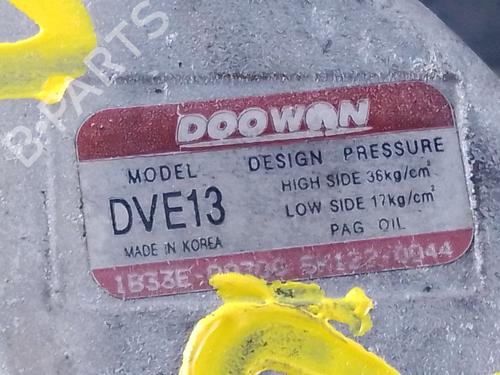 B-PARTS
DOOWON
MODEL
DVE13
MADE IN KOREA
DESIGN PRESSURE
HIGH SIDE 36kg/cm²
LOW SIDE 17kg/cm²
PAG OIL